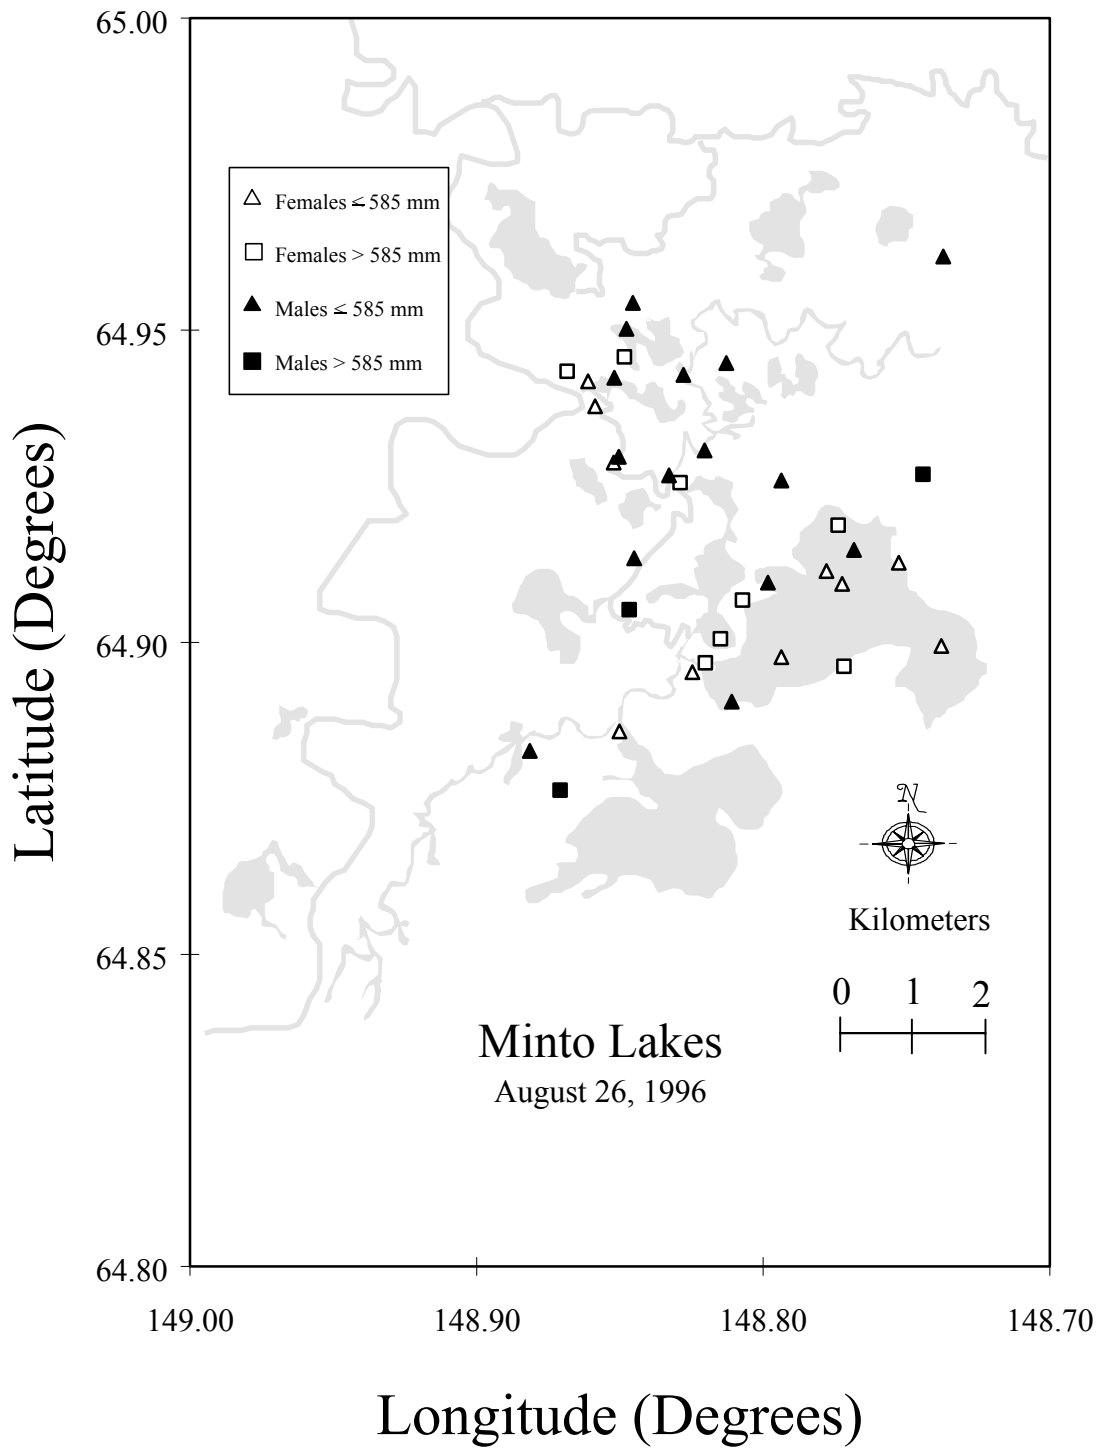 65.00
Females ≤ 585 mm
Females > 585 mm
Males ≤ 585 mm
Males > 585 mm
64.95
64.90
64.85
64.80
Latitude (Degrees)
N
Kilometers
0 1 2
Minto Lakes
August 26, 1996
149.00 148.90 148.80 148.70
Longitude (Degrees)